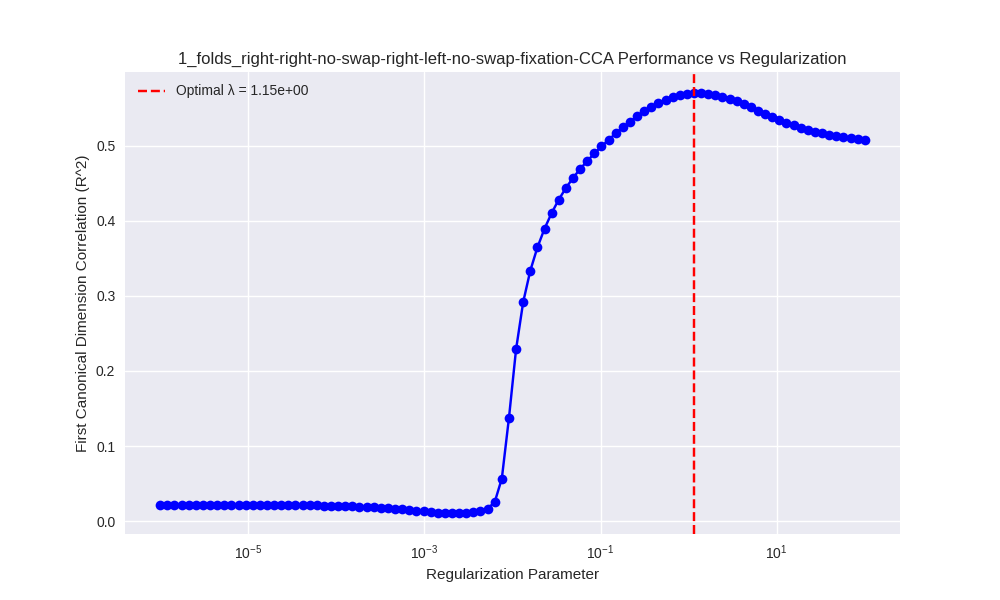 1_folds_right-right-no-swap-right-left-no-swap-fixation-CCA Performance vs Regularization
Optimal λ = 1.15e+00
First Canonical Dimension Correlation (R^2)
0.5
0.4
0.3
0.2
0.1
0.0
10⁻⁵
10⁻³
10⁻¹
10¹
Regularization Parameter